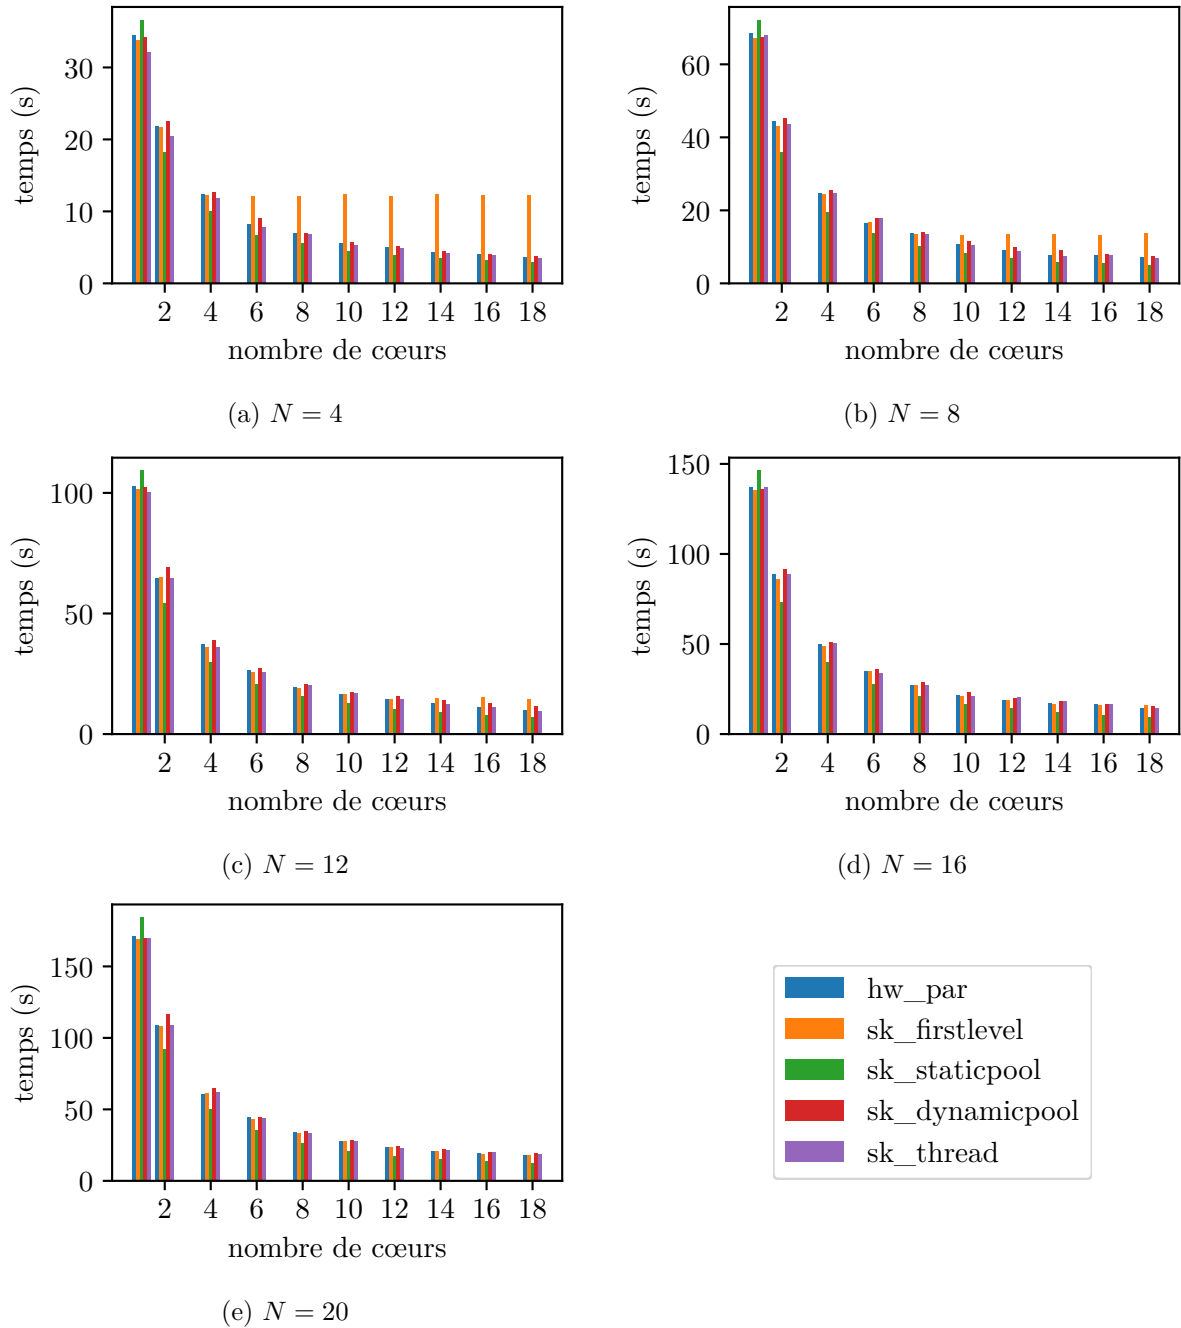 temps (s)
30
20
10
0
2 4 6 8 10 12 14 16 18
nombre de cœurs
(a) N = 4
temps (s)
60
40
20
0
2 4 6 8 10 12 14 16 18
nombre de cœurs
(b) N = 8
temps (s)
100
50
0
2 4 6 8 10 12 14 16 18
nombre de cœurs
(c) N = 12
temps (s)
150
100
50
0
2 4 6 8 10 12 14 16 18
nombre de cœurs
(d) N = 16
temps (s)
150
100
50
0
2 4 6 8 10 12 14 16 18
nombre de cœurs
(e) N = 20
hw_par
sk_firstlevel
sk_staticpool
sk_dynamicpool
sk_thread